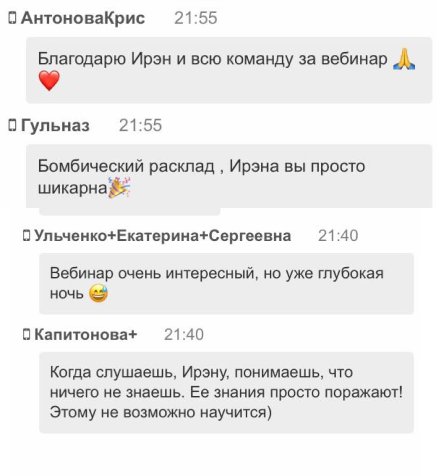 АнтоноваКрис 21:55
Благодарю Ирэн и всю команду за вебинар 🙏
❤️
Гульназ 21:55
Бомбический расклад , Ирэна вы просто
шикарна🎉
Ульченко+Екатерина+Сергеевна 21:40
Вебинар очень интересный, но уже глубокая
ночь 😅
Капитонова+ 21:40
Когда слушаешь, Ирэну, понимаешь, что
ничего не знаешь. Ее знания просто поражают!
Этому не возможно научится)